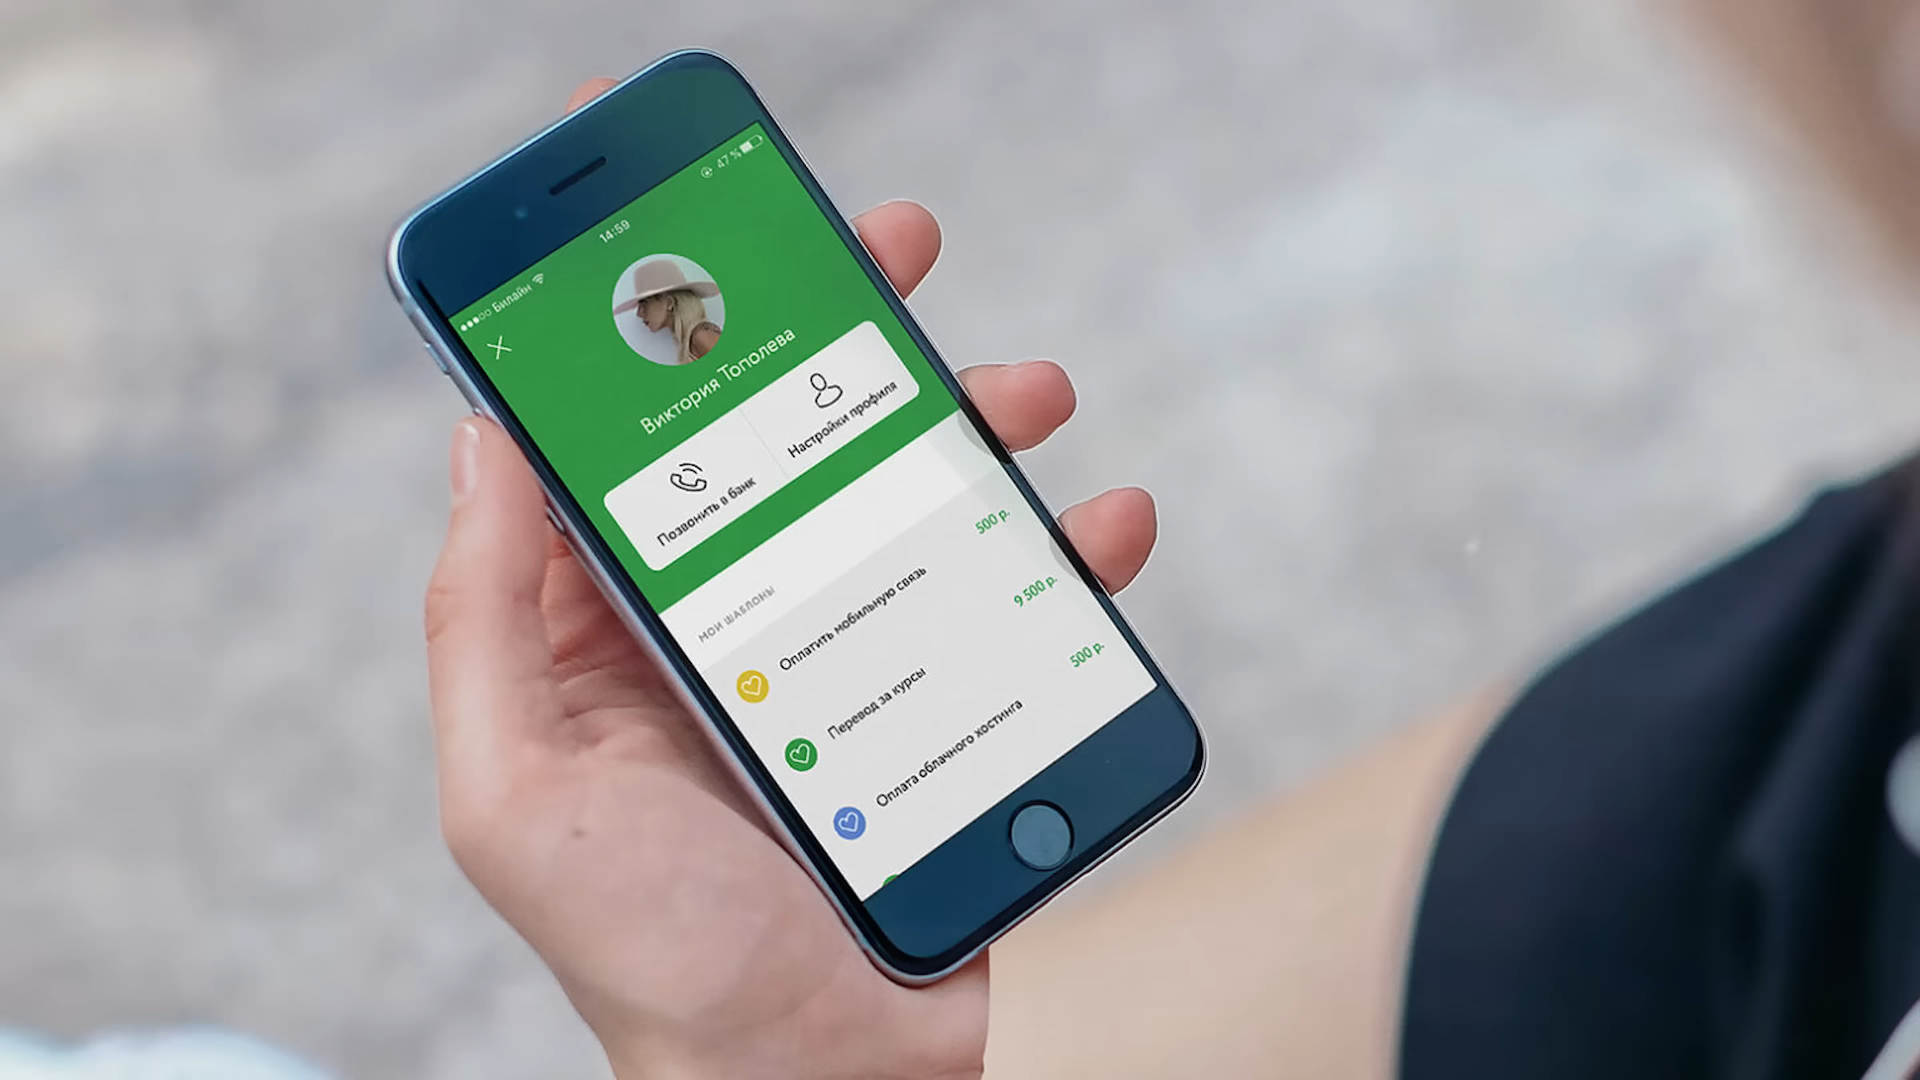 Билайн 14:59 47 %
Виктория Тополева
Позвонить в банк
Настройки профиля
МОИ ШАБЛОНЫ
Оплатить мобильную связь 500 р.
Перевод за курсы 9 500 р.
Оплата облачного хостинга 500 р.